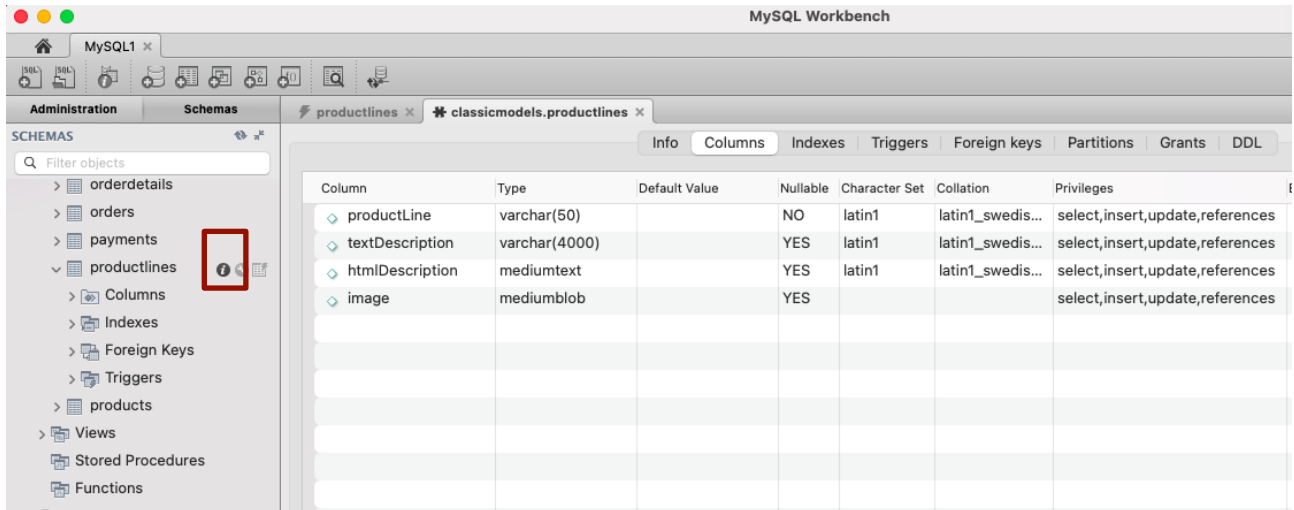 MySQL Workbench
MySQL1
SQL SQL
Administration Schemas
productlines classicmodels.productlines
SCHEMAS
Filter objects
Info Columns Indexes Triggers Foreign keys Partitions Grants DDL
orderdetails
orders
payments
productlines
Columns
Indexes
Foreign Keys
Triggers
products
Views
Stored Procedures
Functions
Column Type Default Value Nullable Character Set Collation Privileges E
productLine varchar(50) NO latin1 latin1_swedis... select,insert,update,references
textDescription varchar(4000) YES latin1 latin1_swedis... select,insert,update,references
htmlDescription mediumtext YES latin1 latin1_swedis... select,insert,update,references
image mediumblob YES select,insert,update,references